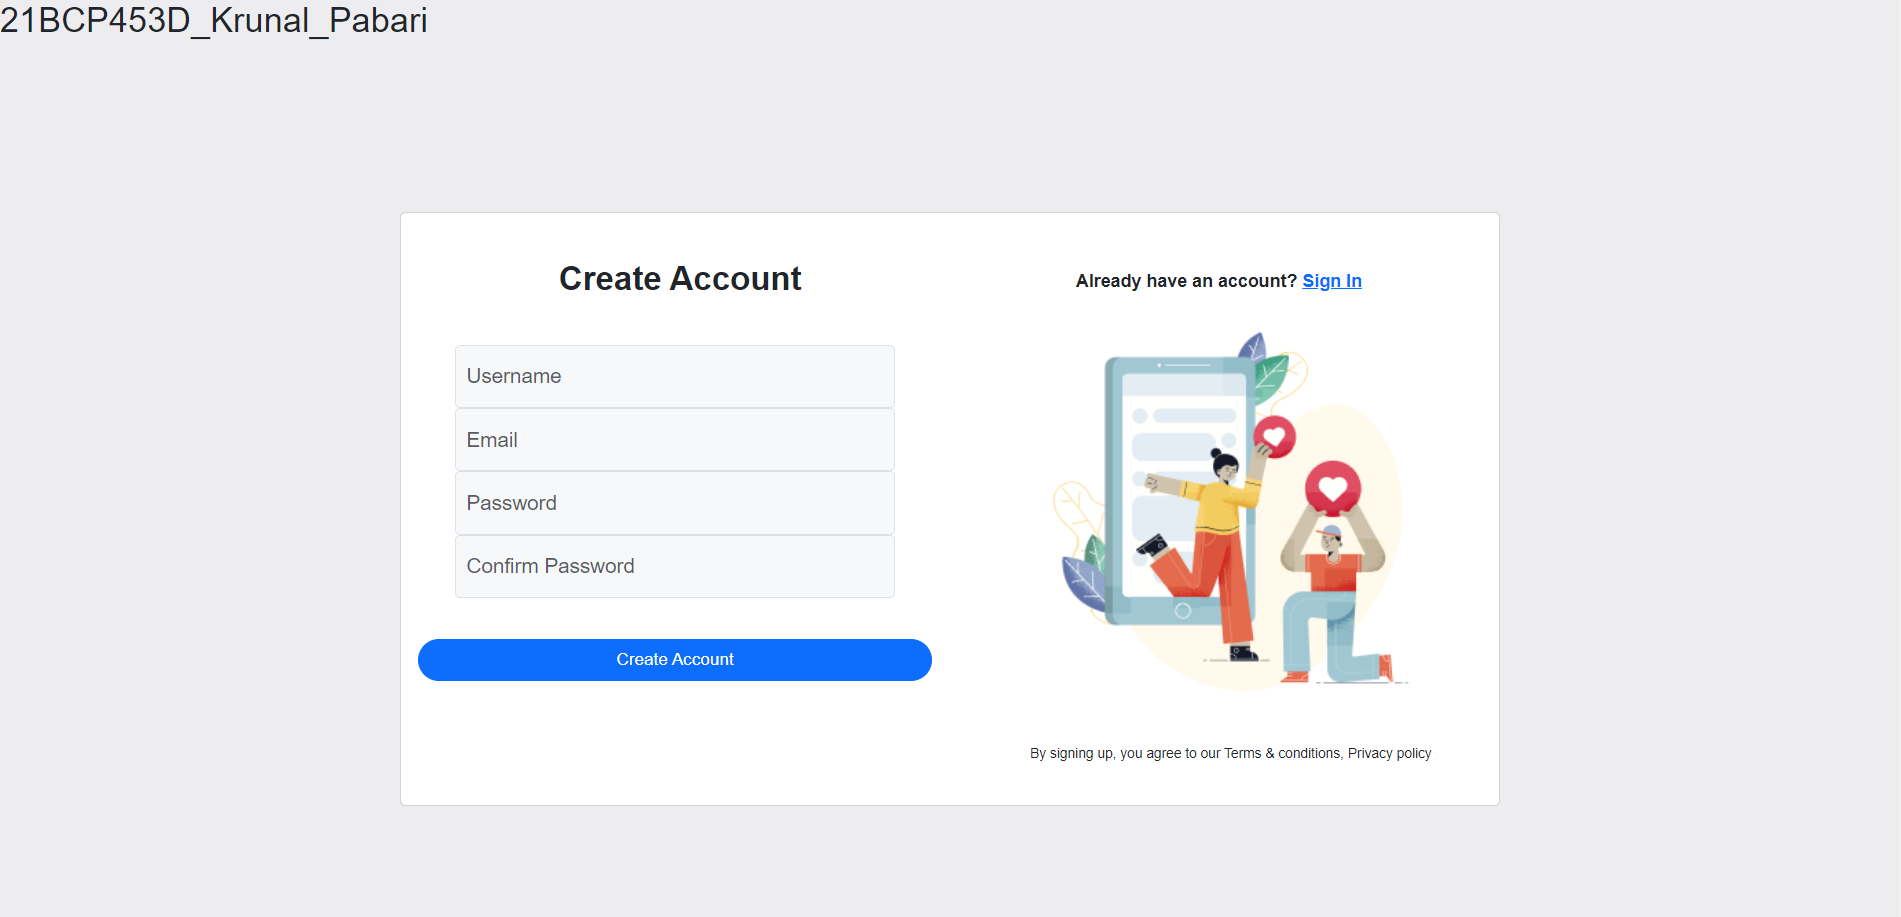 21BCP453D_Krunal_Pabari
Create Account
Username
Email
Password
Confirm Password
Create Account
Already have an account? Sign In
By signing up, you agree to our Terms & conditions, Privacy policy